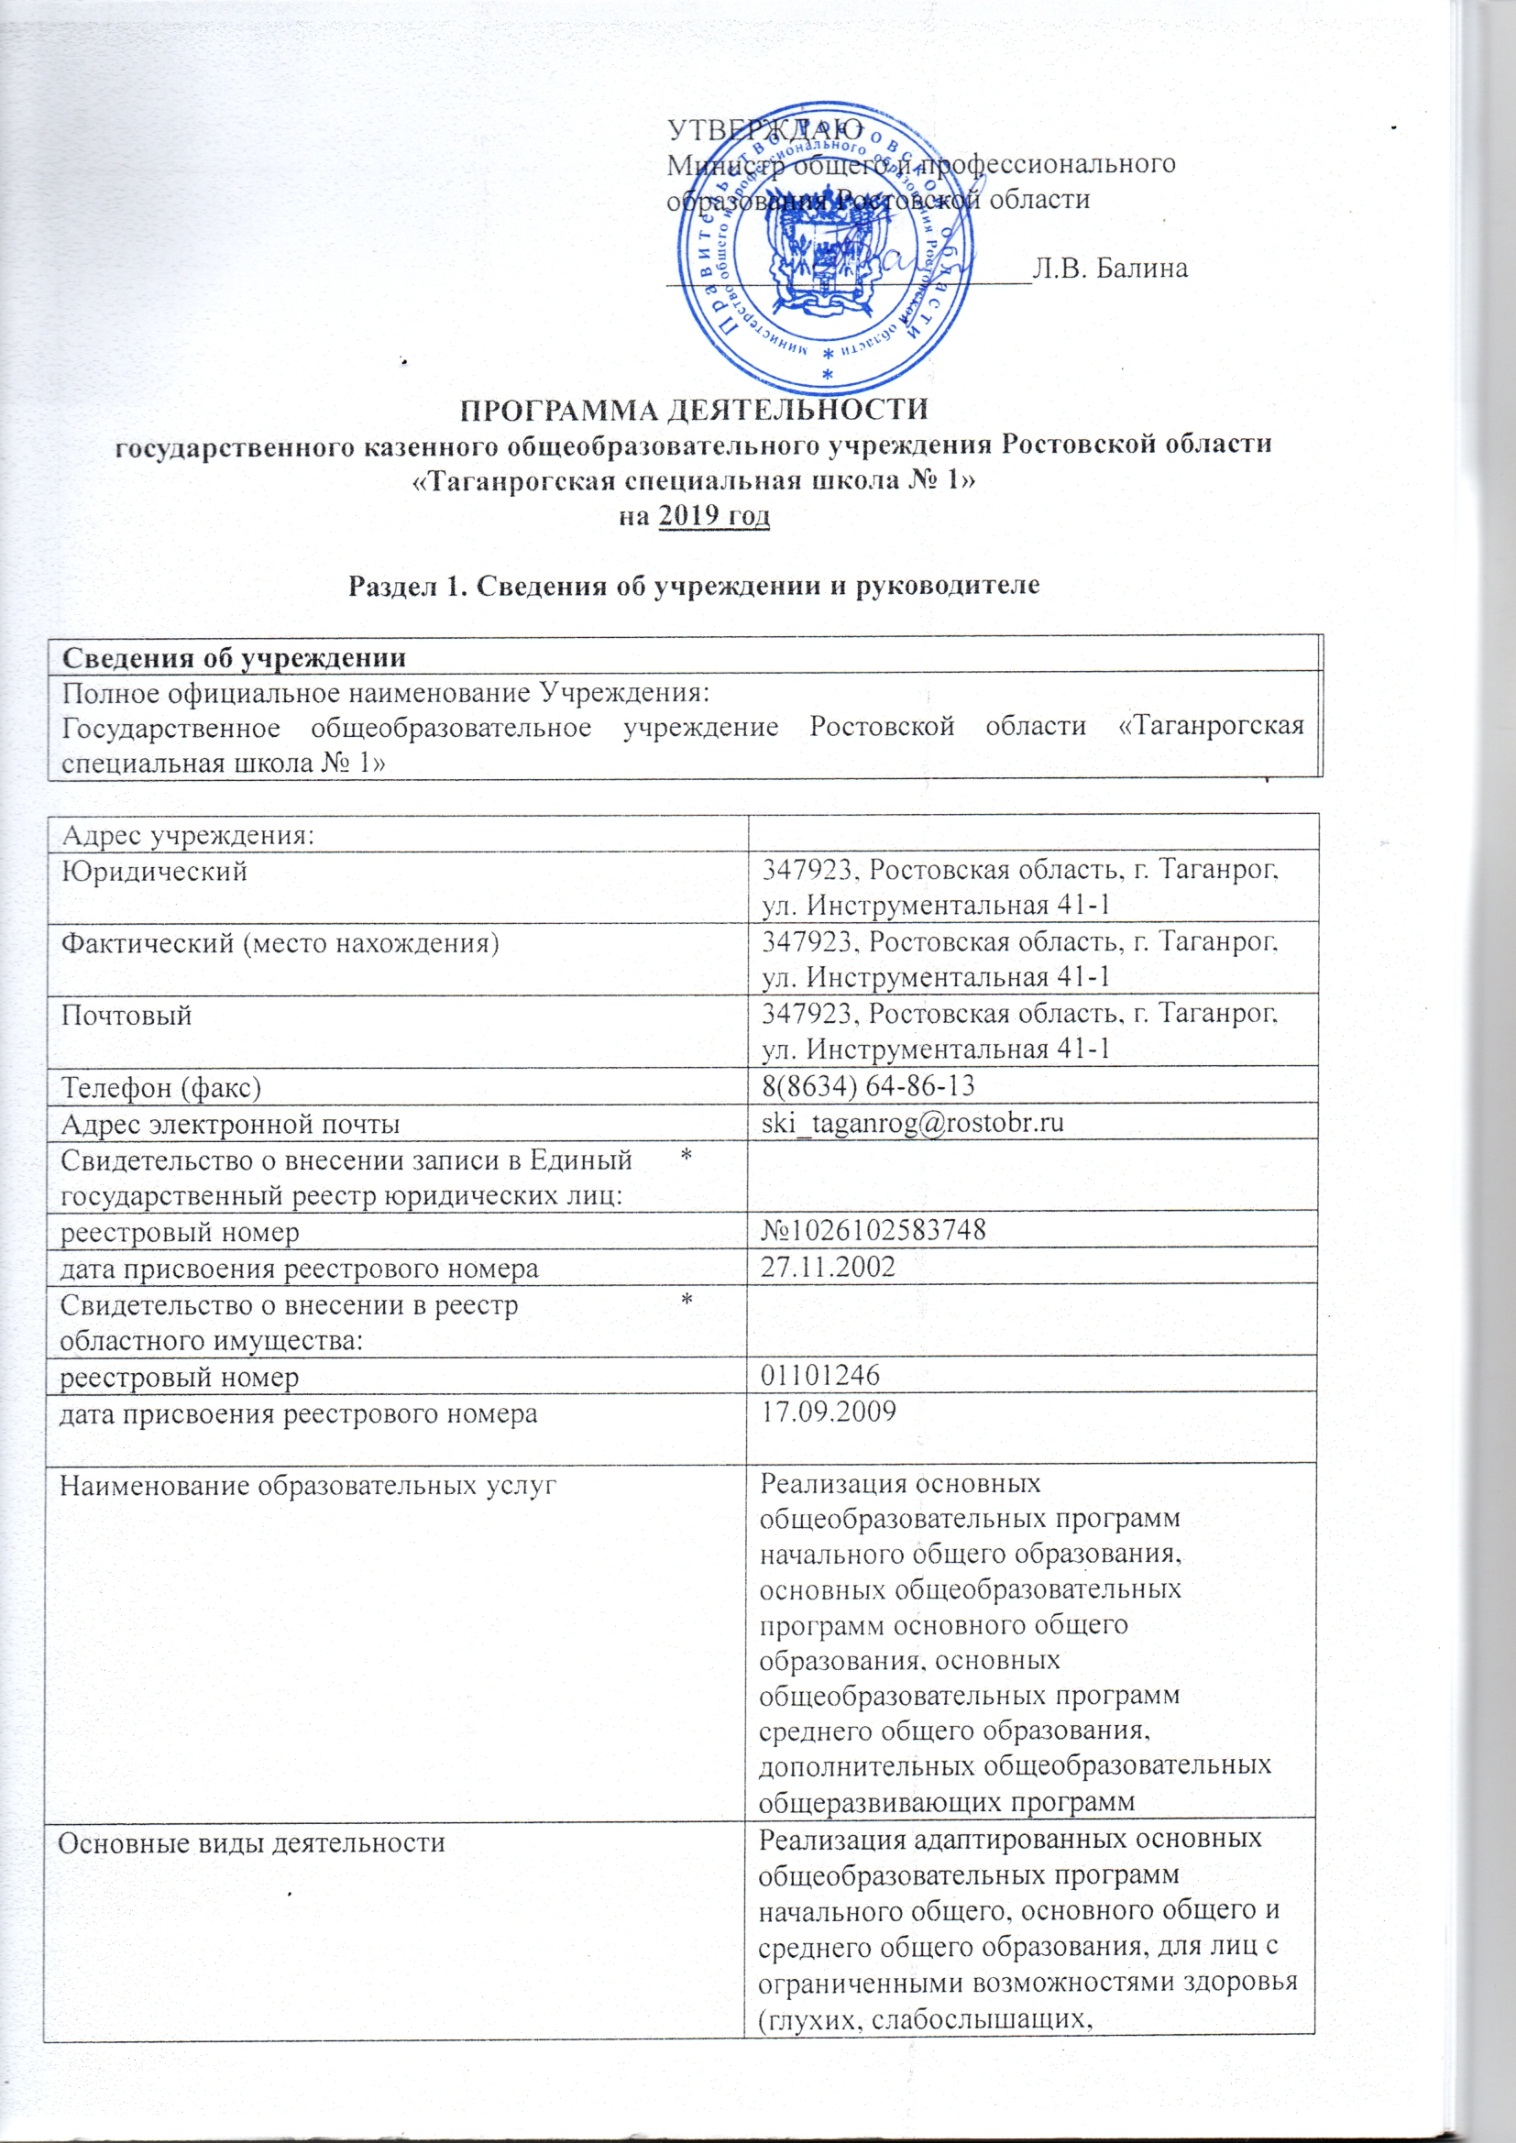 УТВЕРЖДАЮ
Министр общего и профессионального
образования Ростовской области
Л.В. Балина
Правительство Ростовской области
министерство общего и профессионального образования Ростовской области
ПРОГРАММА ДЕЯТЕЛЬНОСТИ
государственного казенного общеобразовательного учреждения Ростовской области
«Таганрогская специальная школа № 1»
на 2019 год
Раздел 1. Сведения об учреждении и руководителе
Сведения об учреждении
Полное официальное наименование Учреждения:
Государственное общеобразовательное учреждение Ростовской области «Таганрогская
специальная школа № 1»
Адрес учреждения:
Юридический
347923, Ростовская область, г. Таганрог,
ул. Инструментальная 41-1
Фактический (место нахождения)
347923, Ростовская область, г. Таганрог,
ул. Инструментальная 41-1
Почтовый
347923, Ростовская область, г. Таганрог,
ул. Инструментальная 41-1
Телефон (факс)
8(8634) 64-86-13
Адрес электронной почты
ski_taganrog@rostobr.ru
Свидетельство о внесении записи в Единый *
государственный реестр юридических лиц:
реестровый номер
№1026102583748
дата присвоения реестрового номера
27.11.2002
Свидетельство о внесении в реестр *
областного имущества:
реестровый номер
01101246
дата присвоения реестрового номера
17.09.2009
Наименование образовательных услуг
Реализация основных
общеобразовательных программ
начального общего образования,
основных общеобразовательных
программ основного общего
образования, основных
общеобразовательных программ
среднего общего образования,
дополнительных общеобразовательных
общеразвивающих программ
Основные виды деятельности
Реализация адаптированных основных
общеобразовательных программ
начального общего, основного общего и
среднего общего образования, для лиц с
ограниченными возможностями здоровья
(глухих, слабослышащих,